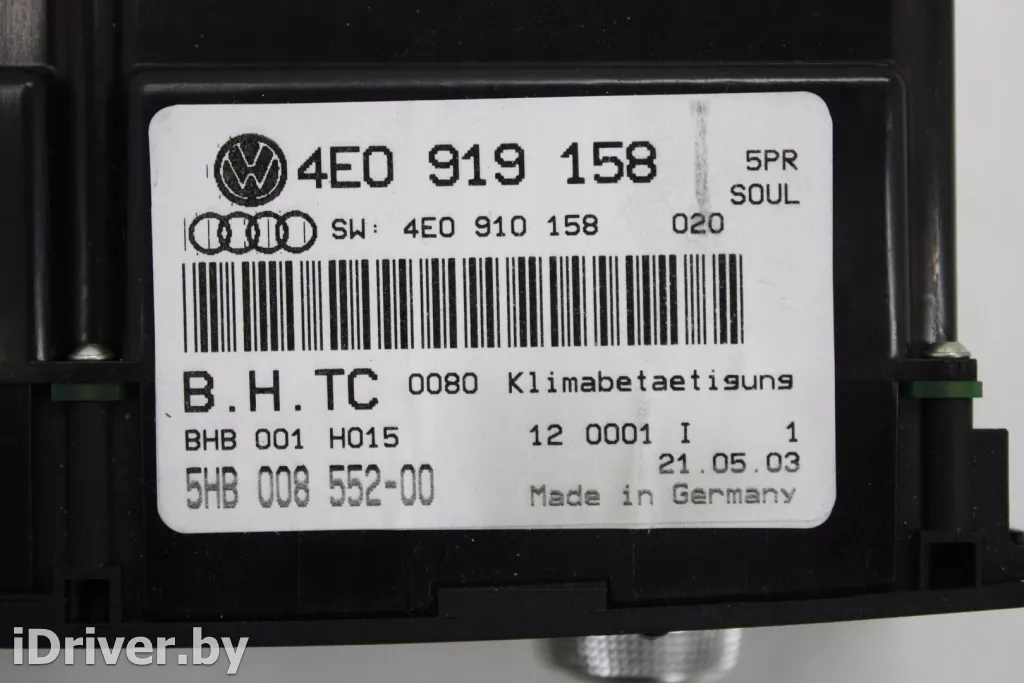 4E0 919 158 5PR
SOUL
SW: 4E0 910 158 020
B.H.TC 0080 Klimabetaetigung
BHB 001 H015 12 0001 I 1
21.05.03
5HB 008 552-00 Made in Germany
iDriver.by